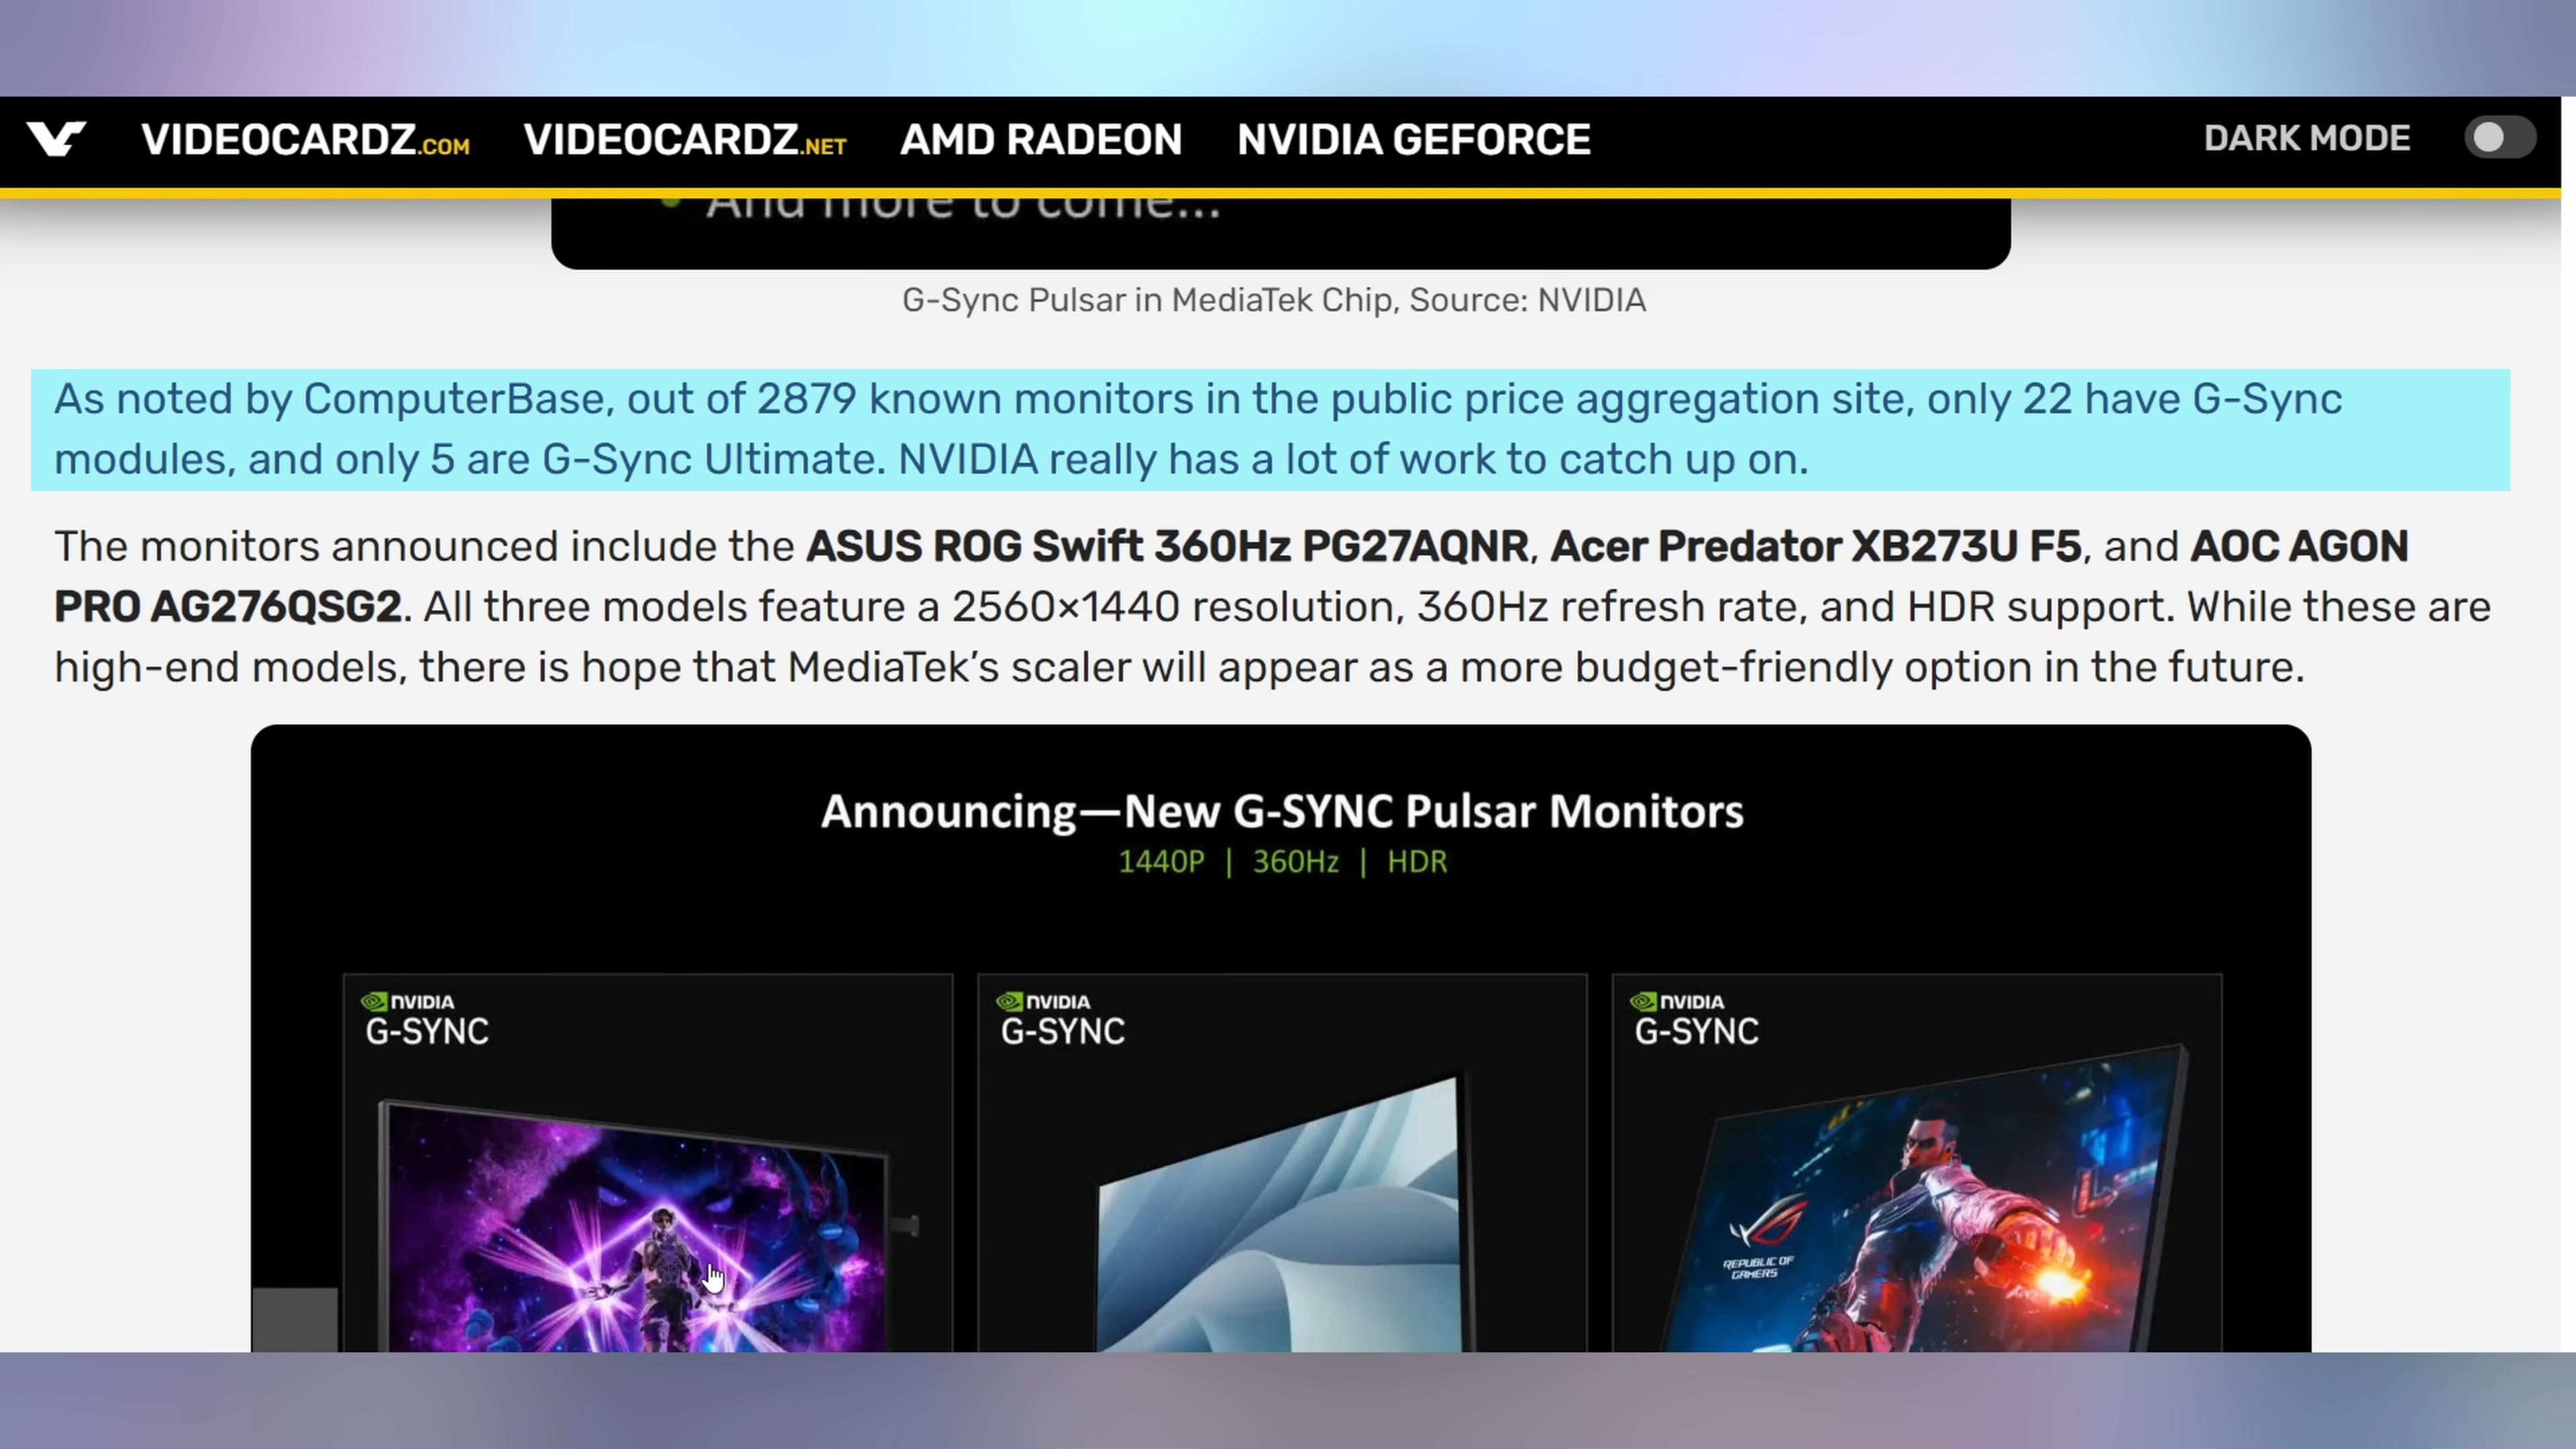 VIDEOCARDZ.COM VIDEOCARDZ.NET AMD RADEON NVIDIA GEFORCE DARK MODE
And more to come...
G-Sync Pulsar in MediaTek Chip, Source: NVIDIA
As noted by ComputerBase, out of 2879 known monitors in the public price aggregation site, only 22 have G-Sync
modules, and only 5 are G-Sync Ultimate. NVIDIA really has a lot of work to catch up on.
The monitors announced include the ASUS ROG Swift 360Hz PG27AQNR, Acer Predator XB273U F5, and AOC AGON
PRO AG276QSG2. All three models feature a 2560×1440 resolution, 360Hz refresh rate, and HDR support. While these are
high-end models, there is hope that MediaTek’s scaler will appear as a more budget-friendly option in the future.
Announcing—New G-SYNC Pulsar Monitors
1440P | 360Hz | HDR
NVIDIA
G-SYNC
NVIDIA
G-SYNC
NVIDIA
G-SYNC
REPUBLIC OF
GAMERS